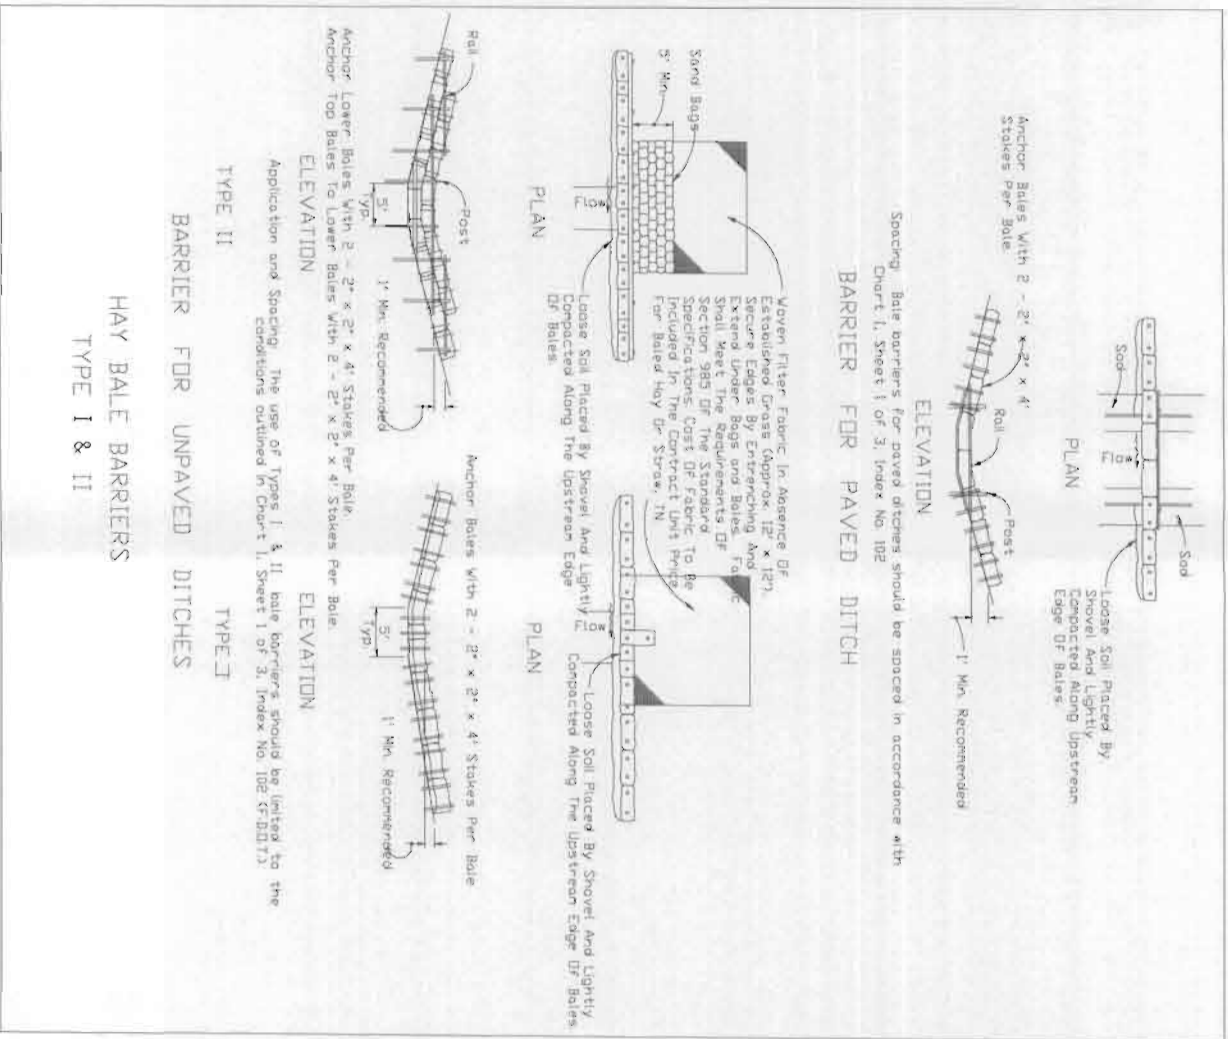 Sod
Sod
Flow
Loose Soil Placed By
Shovel And Lightly
Compacted Along Upstream
Edge Of Bales
PLAN
Anchor Bales With 2 - 2" x 2" x 4'
Stakes Per Bale.
Rail
Post
1' Min. Recommended
ELEVATION
Spacing: Bale barriers for paved ditches should be spaced in accordance with
Chart I, Sheet 1 of 3, Index No. 102
BARRIER FOR PAVED DITCH
Sand Bags
5' Min.
Flow
PLAN
Woven Filter Fabric In Absence Of
Established Grass (Approx. 12' x 12').
Secure Edges By Entrenching And
Extend Under Bags and Bales. Fabric
Shall Meet The Requirements Of
Section 985 Of The Standard
Specifications. Cost Of Fabric To Be
Included In The Contract Unit Price
For Baled Hay Or Straw, TN
Loose Soil Placed By Shovel And Lightly
Compacted Along The Upstream Edge
Of Bales
Flow
PLAN
Loose Soil Placed By Shovel And Lightly
Compacted Along The Upstream Edge Of Bales
Rail
Post
5'
Typ.
1' Min. Recommended
Anchor Lower Bales With 2 - 2" x 2" x 4' Stakes Per Bale.
Anchor Top Bales To Lower Bales With 2 - 2" x 2" x 4' Stakes Per Bale.
ELEVATION
Anchor Bales With 2 - 2" x 2" x 4' Stakes Per Bale
5'
Typ.
1' Min. Recommended
ELEVATION
Application and Spacing: The use of Types I & II bale barriers should be limited to the
conditions outlined in Chart I, Sheet 1 of 3, Index No. 102 (F.D.O.T.)
TYPE II
TYPE I
BARRIER FOR UNPAVED DITCHES
HAY BALE BARRIERS
TYPE I & II